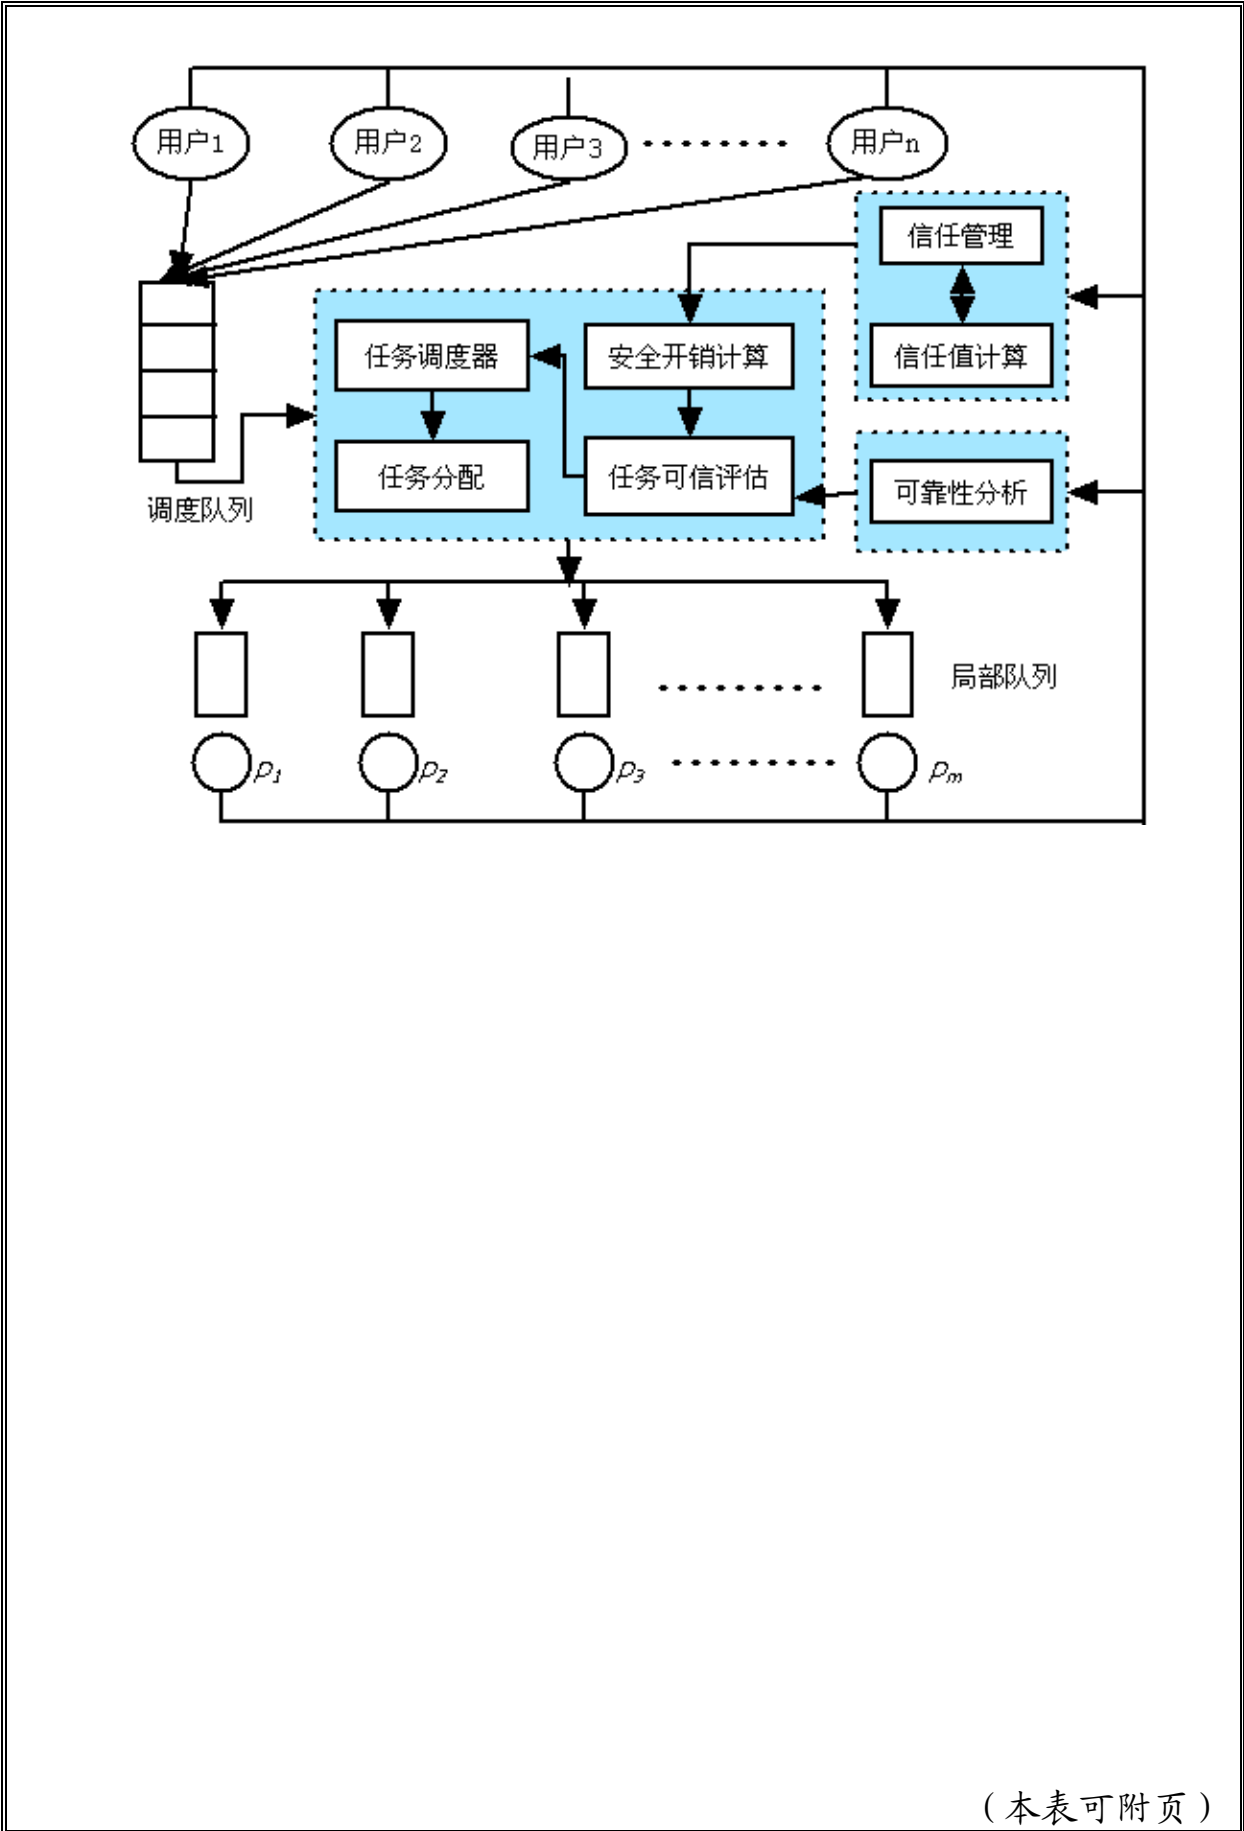 用户1
用户2
用户3
用户n
信任管理
任务调度器
安全开销计算
信任值计算
任务分配
任务可信评估
可靠性分析
调度队列
局部队列
p1
p2
p3
pm
（本表可附页）